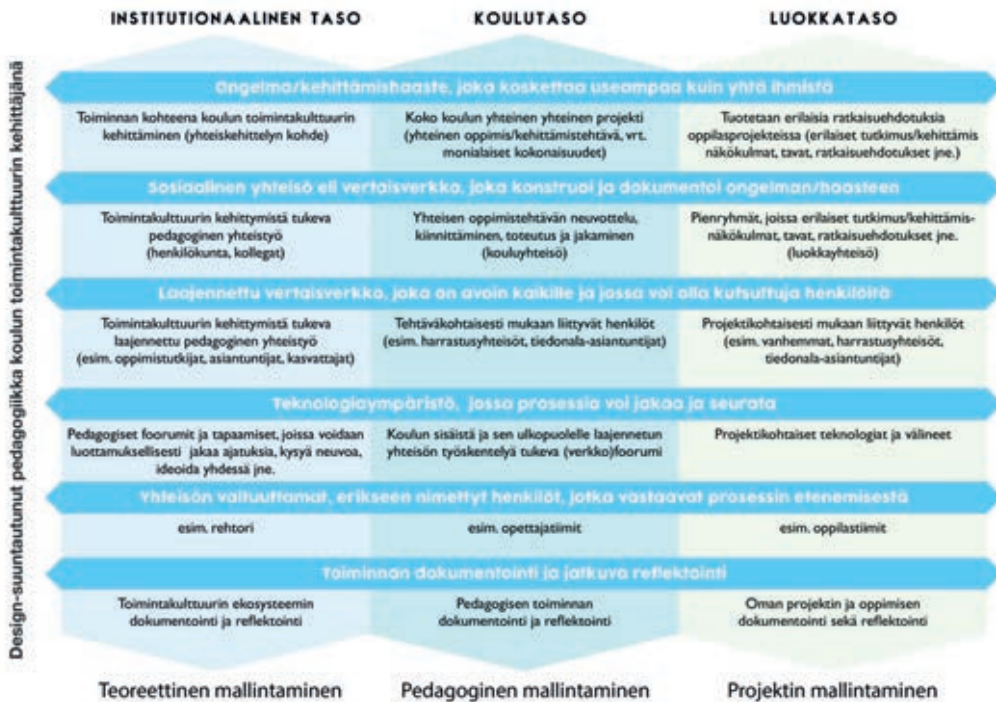 INSTITUTIONAALINEN TASO
KOULUTASO
LUOKKATASO
Design-suuntautunut pedagogiikka koulun toimintakulttuurin kehittäjänä
Ongelma/kehittämishaaste, joka koskettaa useampaa kuin yhtä ihmistä
Toiminnan kohteena koulun toimintakulttuurin
kehittäminen (yhteiskehittelyn kohde)
Koko koulun yhteinen yhteinen projekti
(yhteinen oppimis/kehittämistehtävä, vrt.
monialaiset kokonaisuudet)
Tuotetaan erilaisia ratkaisuehdotuksia
oppilasprojekteissa (erilaiset tutkimus/kehittämis
näkökulmat, tavat, ratkaisuehdotukset jne.)
Sosiaalinen yhteisö eli vertaisverkko, joka konstruoi ja dokumentoi ongelman/haasteen
Toimintakulttuurin kehittymistä tukeva
pedagoginen yhteistyö
(henkilökunta, kollegat)
Yhteisen oppimistehtävän neuvottelu,
kiinnittäminen, toteutus ja jakaminen
(kouluyhteisö)
Pienryhmät, joissa erilaiset tutkimus/kehittämis-
näkökulmat, tavat, ratkaisuehdotukset jne.
(luokkayhteisö)
Laajennettu vertaisverkko, joka on avoin kaikille ja jossa voi olla kutsuttuja henkilöitä
Toimintakulttuurin kehittymistä tukeva
laajennettu pedagoginen yhteistyö
(esim. oppimistutkijat, asiantuntijat, kasvattajat)
Tehtäväkohtaisesti mukaan liittyvät henkilöt
(esim. harrastusyhteisöt, tiedonala-asiantuntijat)
Projektikohtaisesti mukaan liittyvät henkilöt
(esim. vanhemmat, harrastusyhteisöt,
tiedonala-asiantuntijat)
Teknologiaympäristö, jossa prosessia voi jakaa ja seurata
Pedagogiset foorumit ja tapaamiset, joissa voidaan
luottamuksellisesti jakaa ajatuksia, kysyä neuvoa,
ideoida yhdessä jne.
Koulun sisäistä ja sen ulkopuolelle laajennetun
yhteisön työskentelyä tukeva (verkko)foorumi
Projektikohtaiset teknologiat ja välineet
Yhteisön valtuuttamat, erikseen nimettyt henkilöt, jotka vastaavat prosessin etenemisestä
esim. rehtori
esim. opettajatiimit
esim. oppilastiimit
Toiminnan dokumentointi ja jatkuva reflektointi
Toimintakulttuurin ekosysteemin
dokumentointi ja reflektointi
Pedagogisen toiminnan
dokumentointi ja reflektointi
Oman projektin ja oppimisen
dokumentointi sekä reflektointi
Teoreettinen mallintaminen
Pedagoginen mallintaminen
Projektin mallintaminen